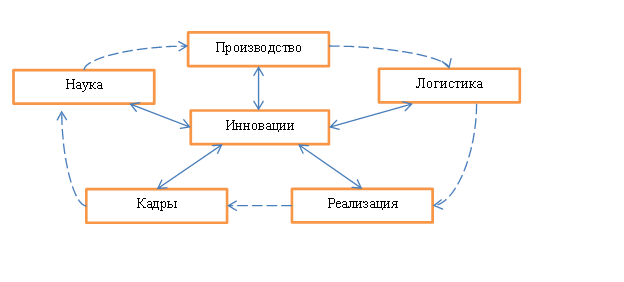 Производство
Наука
Логистика
Инновации
Кадры
Реализация